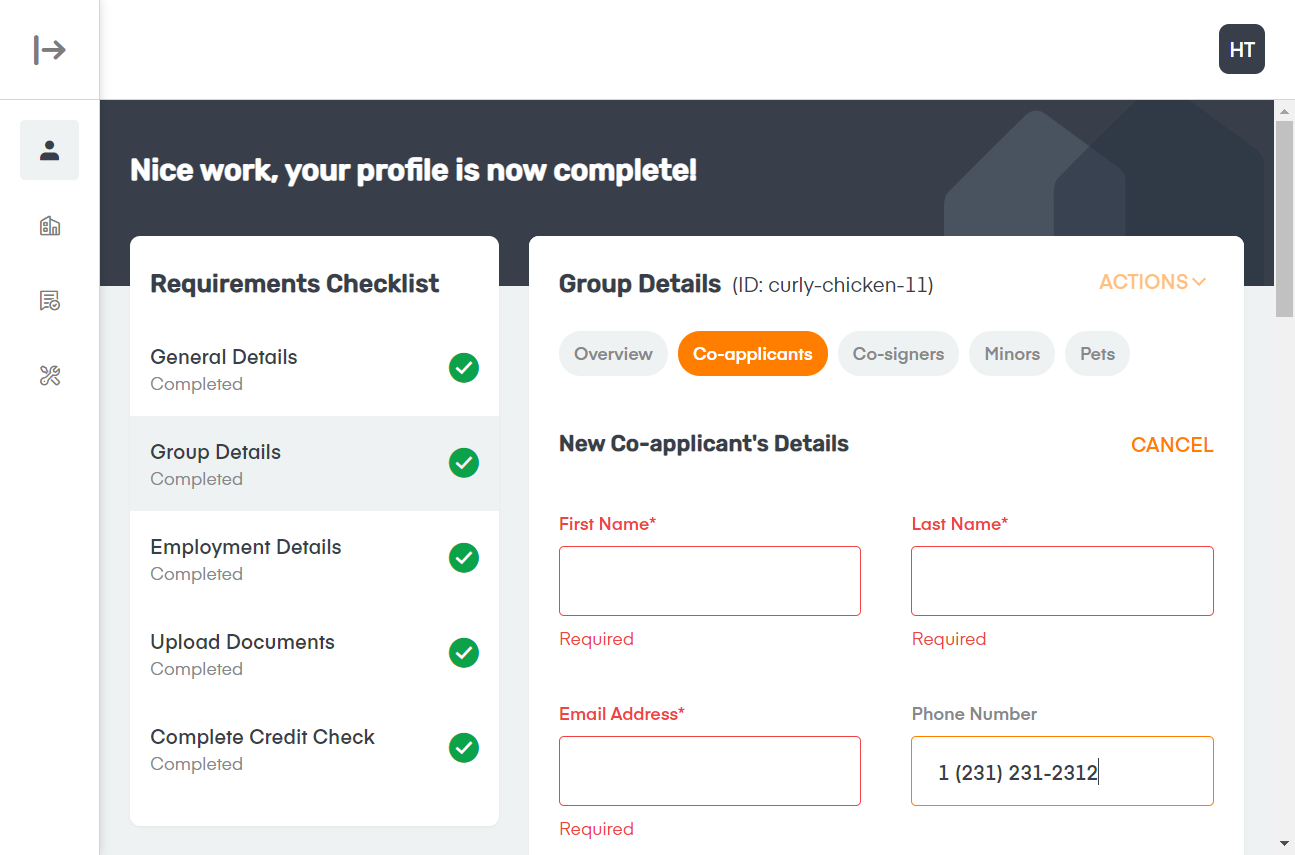 HT
Nice work, your profile is now complete!
Requirements Checklist
General Details
Completed
Group Details
Completed
Employment Details
Completed
Upload Documents
Completed
Complete Credit Check
Completed
Group Details (ID: curly-chicken-11)
ACTIONS
Overview Co-applicants Co-signers Minors Pets
New Co-applicant's Details
CANCEL
First Name*
Required
Last Name*
Required
Email Address*
Required
Phone Number
1 (231) 231-2312